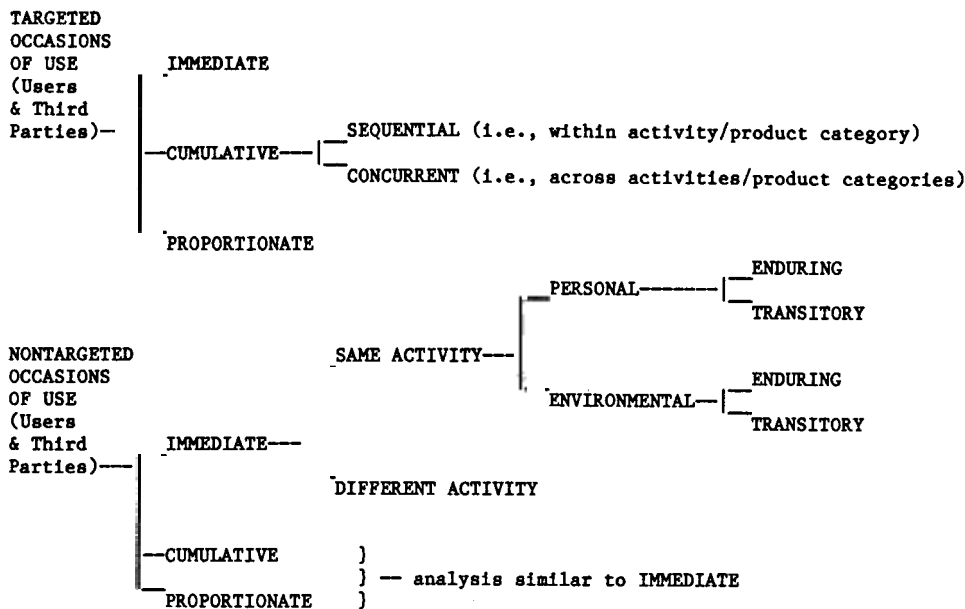 TARGETED
OCCASIONS
OF USE
(Users
& Third
Parties)—
IMMEDIATE
—CUMULATIVE----
SEQUENTIAL (i.e., within activity/product category)
CONCURRENT (i.e., across activities/product categories)
PROPORTIONATE
NONTARGETED
OCCASIONS
OF USE
(Users
& Third
Parties)---
IMMEDIATE---
SAME ACTIVITY---
PERSONAL-------
ENDURING
TRANSITORY
ENVIRONMENTAL--
ENDURING
TRANSITORY
DIFFERENT ACTIVITY
—CUMULATIVE }
} -- analysis similar to IMMEDIATE
PROPORTIONATE }